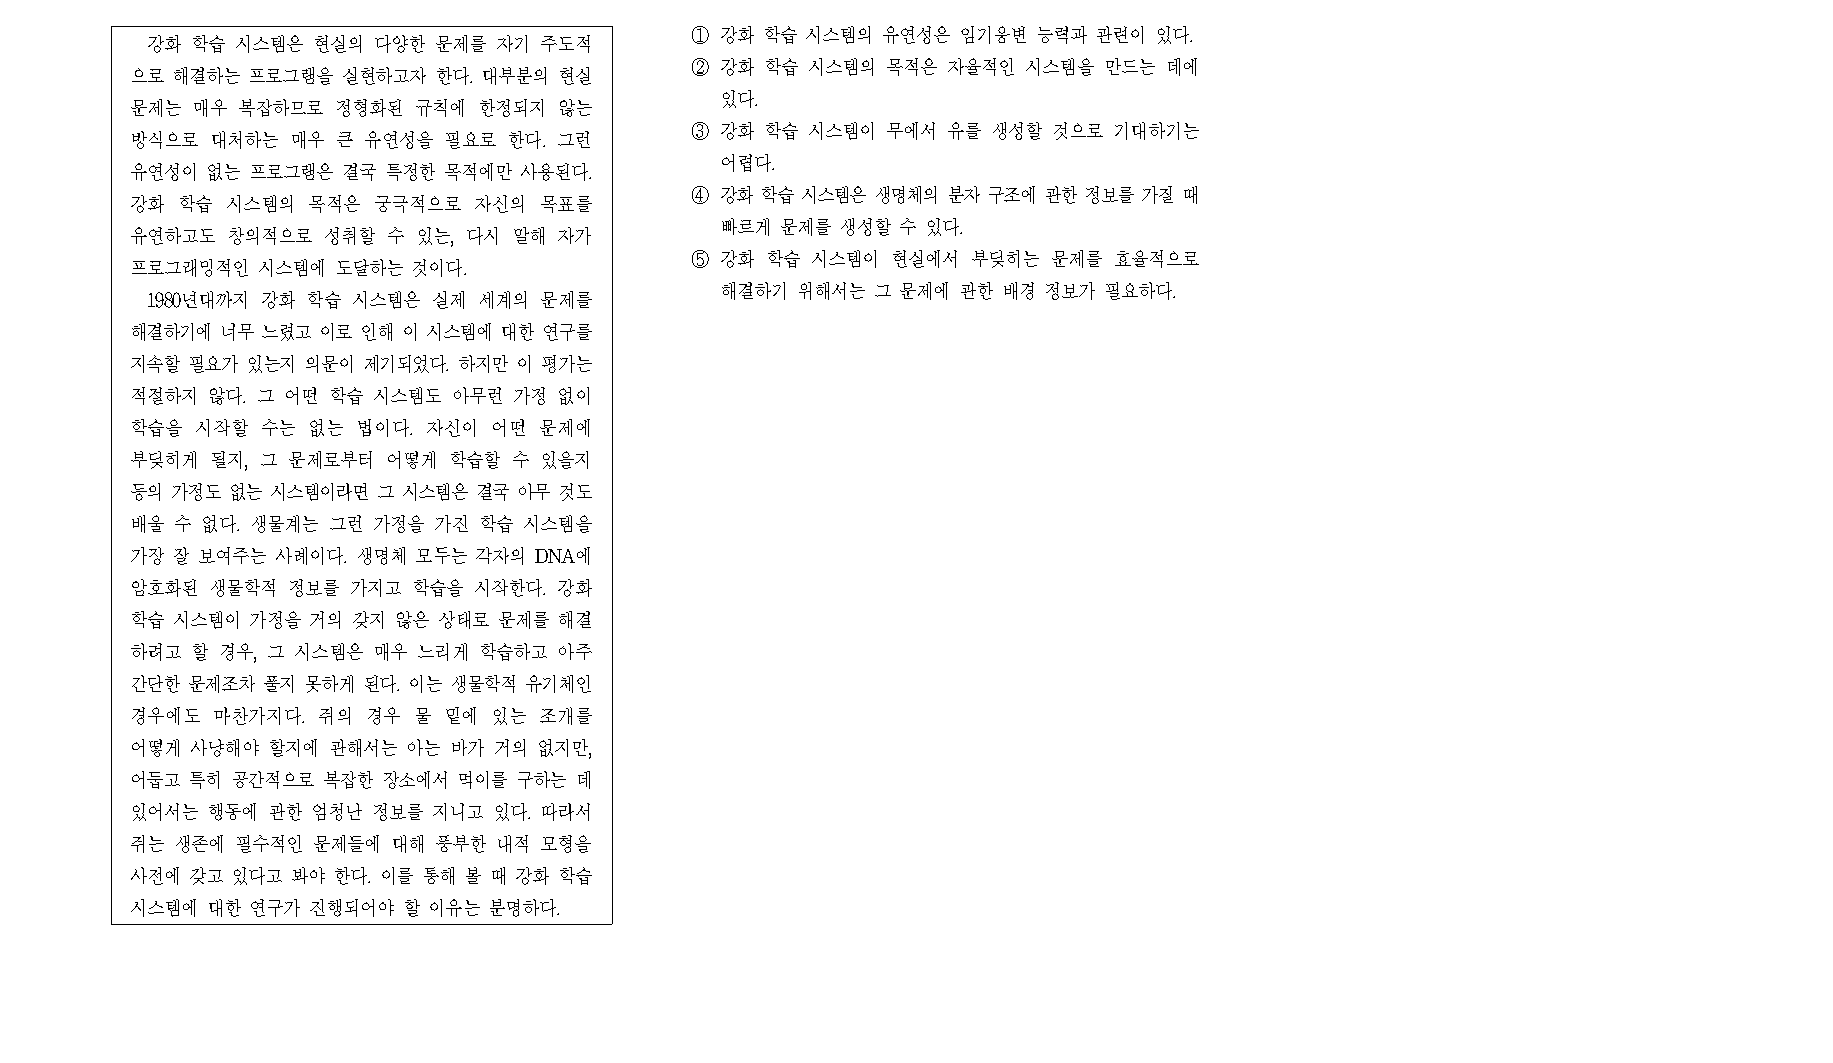 강화 학습 시스템은 현실의 다양한 문제를 자기 주도적
으로 해결하는 프로그램을 실현하고자 한다. 대부분의 현실
문제는 매우 복잡하므로 정형화된 규칙에 한정되지 않는
방식으로 대처하는 매우 큰 유연성을 필요로 한다. 그런
유연성이 없는 프로그램은 결국 특정한 목적에만 사용된다.
강화 학습 시스템의 목적은 궁극적으로 자신의 목표를
유연하고도 창의적으로 성취할 수 있는, 다시 말해 자가
프로그래밍적인 시스템에 도달하는 것이다.
1980년대까지 강화 학습 시스템은 실제 세계의 문제를
해결하기에 너무 느렸고 이로 인해 이 시스템에 대한 연구를
지속할 필요가 있는지 의문이 제기되었다. 하지만 이 평가는
적절하지 않다. 그 어떤 학습 시스템도 아무런 가정 없이
학습을 시작할 수는 없는 법이다. 자신이 어떤 문제에
부딪히게 될지, 그 문제로부터 어떻게 학습할 수 있을지
등의 가정도 없는 시스템이라면 그 시스템은 결국 아무 것도
배울 수 없다. 생물계는 그런 가정을 가진 학습 시스템을
가장 잘 보여주는 사례이다. 생명체 모두는 각자의 DNA에
암호화된 생물학적 정보를 가지고 학습을 시작한다. 강화
학습 시스템이 가정을 거의 갖지 않은 상태로 문제를 해결
하려고 할 경우, 그 시스템은 매우 느리게 학습하고 아주
간단한 문제조차 풀지 못하게 된다. 이는 생물학적 유기체인
경우에도 마찬가지다. 쥐의 경우 물 밑에 있는 조개를
어떻게 사냥해야 할지에 관해서는 아는 바가 거의 없지만,
어둡고 특히 공간적으로 복잡한 장소에서 먹이를 구하는 데
있어서는 행동에 관한 엄청난 정보를 지니고 있다. 따라서
쥐는 생존에 필수적인 문제들에 대해 풍부한 내적 모형을
사전에 갖고 있다고 봐야 한다. 이를 통해 볼 때 강화 학습
시스템에 대한 연구가 진행되어야 할 이유는 분명하다.
① 강화 학습 시스템의 유연성은 임기응변 능력과 관련이 있다.
② 강화 학습 시스템의 목적은 자율적인 시스템을 만드는 데에
있다.
③ 강화 학습 시스템이 무에서 유를 생성할 것으로 기대하기는
어렵다.
④ 강화 학습 시스템은 생명체의 분자 구조에 관한 정보를 가질 때
빠르게 문제를 생성할 수 있다.
⑤ 강화 학습 시스템이 현실에서 부딪히는 문제를 효율적으로
해결하기 위해서는 그 문제에 관한 배경 정보가 필요하다.